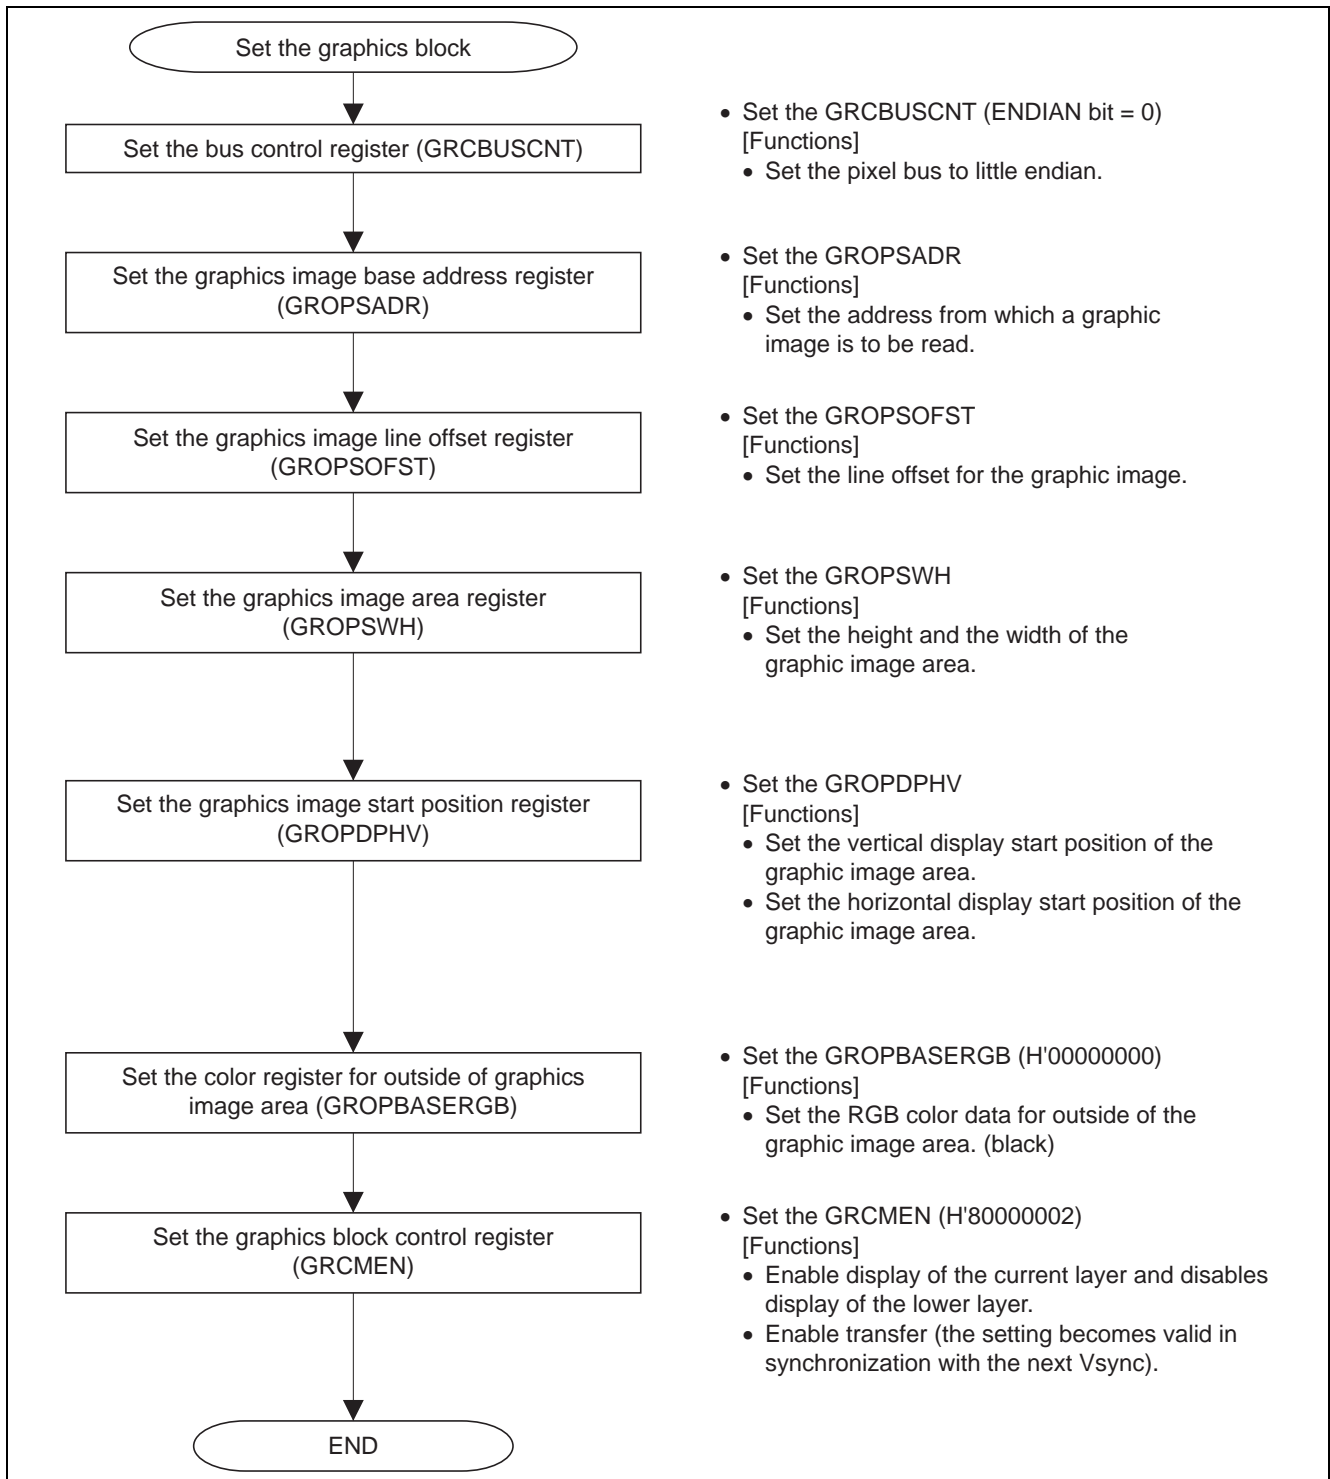 Set the graphics block
Set the bus control register (GRCBUSCNT)
• Set the GRCBUSCNT (ENDIAN bit = 0)
[Functions]
• Set the pixel bus to little endian.
Set the graphics image base address register
(GROPSADR)
• Set the GROPSADR
[Functions]
• Set the address from which a graphic
image is to be read.
Set the graphics image line offset register
(GROPSOFST)
• Set the GROPSOFST
[Functions]
• Set the line offset for the graphic image.
Set the graphics image area register
(GROPSWH)
• Set the GROPSWH
[Functions]
• Set the height and the width of the
graphic image area.
Set the graphics image start position register
(GROPDPHV)
• Set the GROPDPHV
[Functions]
• Set the vertical display start position of the
graphic image area.
• Set the horizontal display start position of the
graphic image area.
Set the color register for outside of graphics
image area (GROPBASERGB)
• Set the GROPBASERGB (H'00000000)
[Functions]
• Set the RGB color data for outside of the
graphic image area. (black)
Set the graphics block control register
(GRCMEN)
• Set the GRCMEN (H'80000002)
[Functions]
• Enable display of the current layer and disables
display of the lower layer.
• Enable transfer (the setting becomes valid in
synchronization with the next Vsync).
END